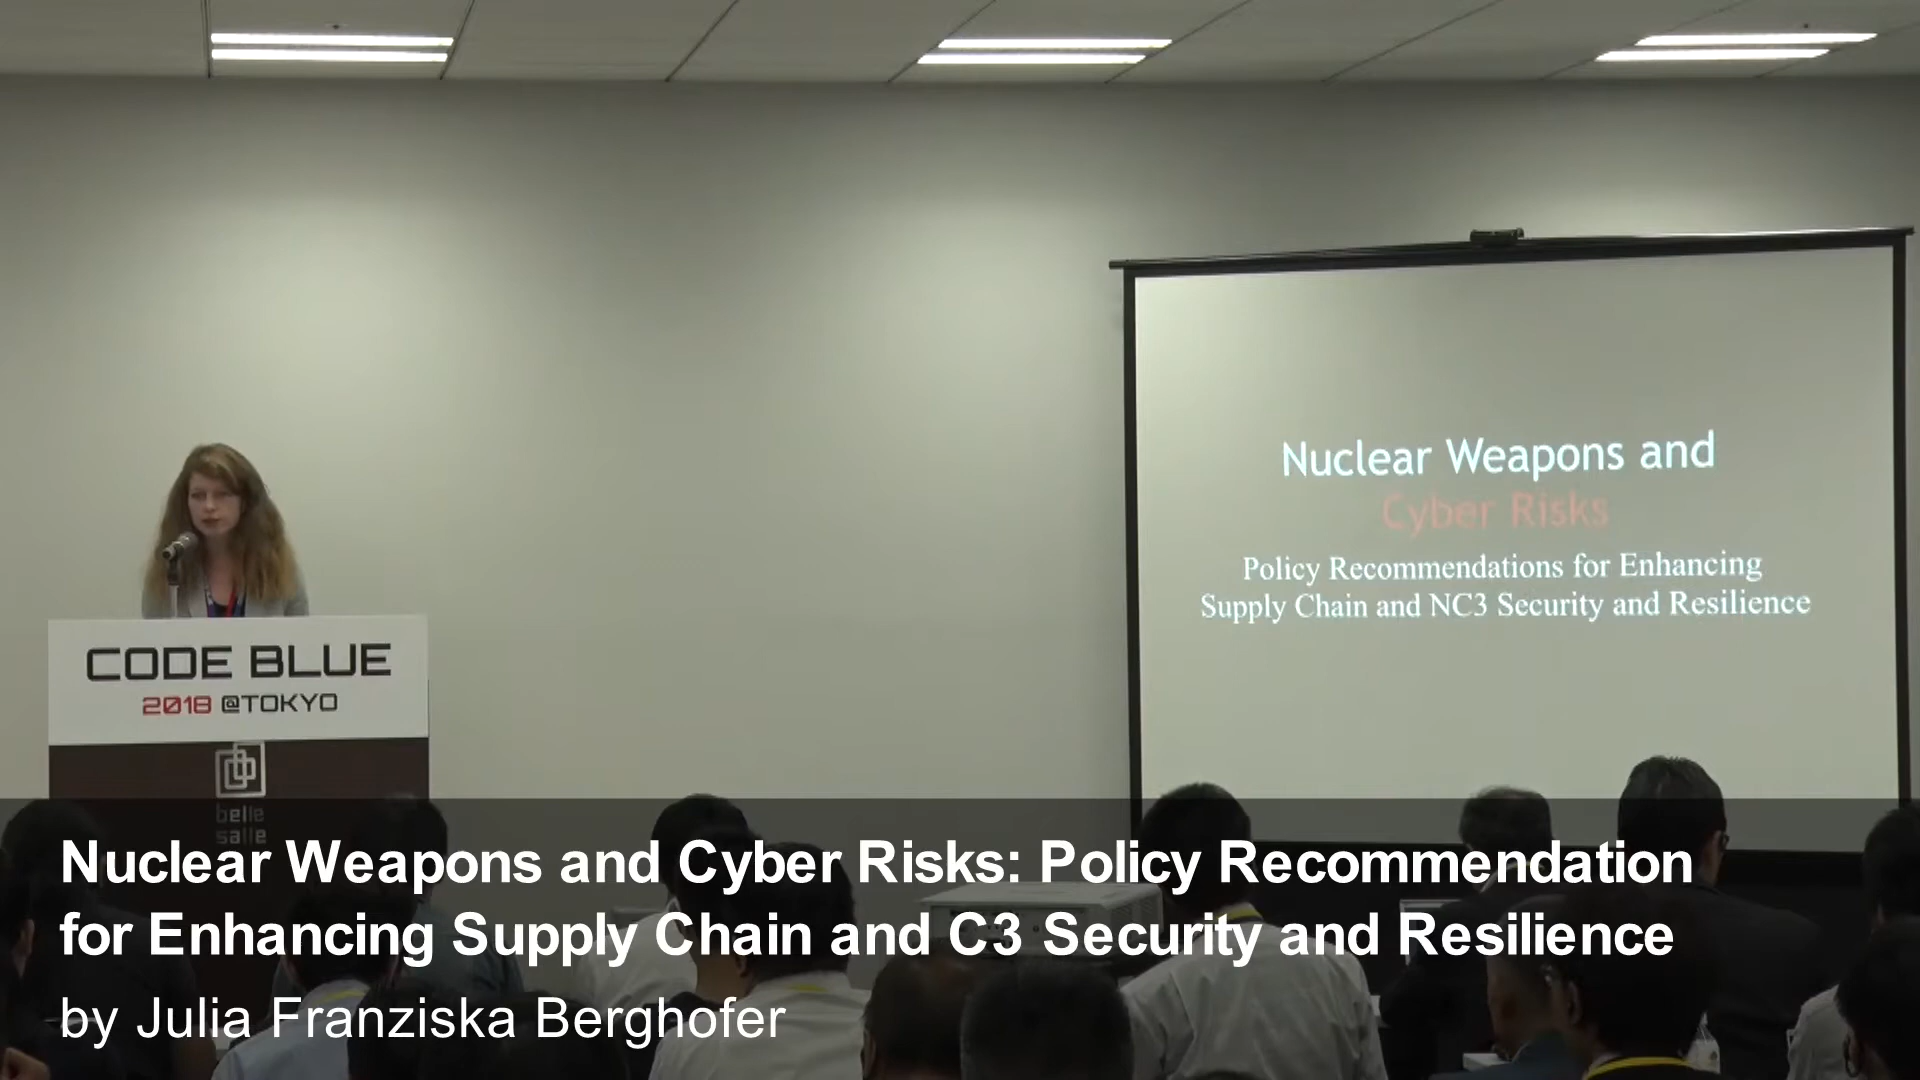 Nuclear Weapons and
Cyber Risks
Policy Recommendations for Enhancing
Supply Chain and NC3 Security and Resilience
CODE BLUE
2018 @TOKYO
belle
salle
Nuclear Weapons and Cyber Risks: Policy Recommendation
for Enhancing Supply Chain and C3 Security and Resilience
by Julia Franziska Berghofer